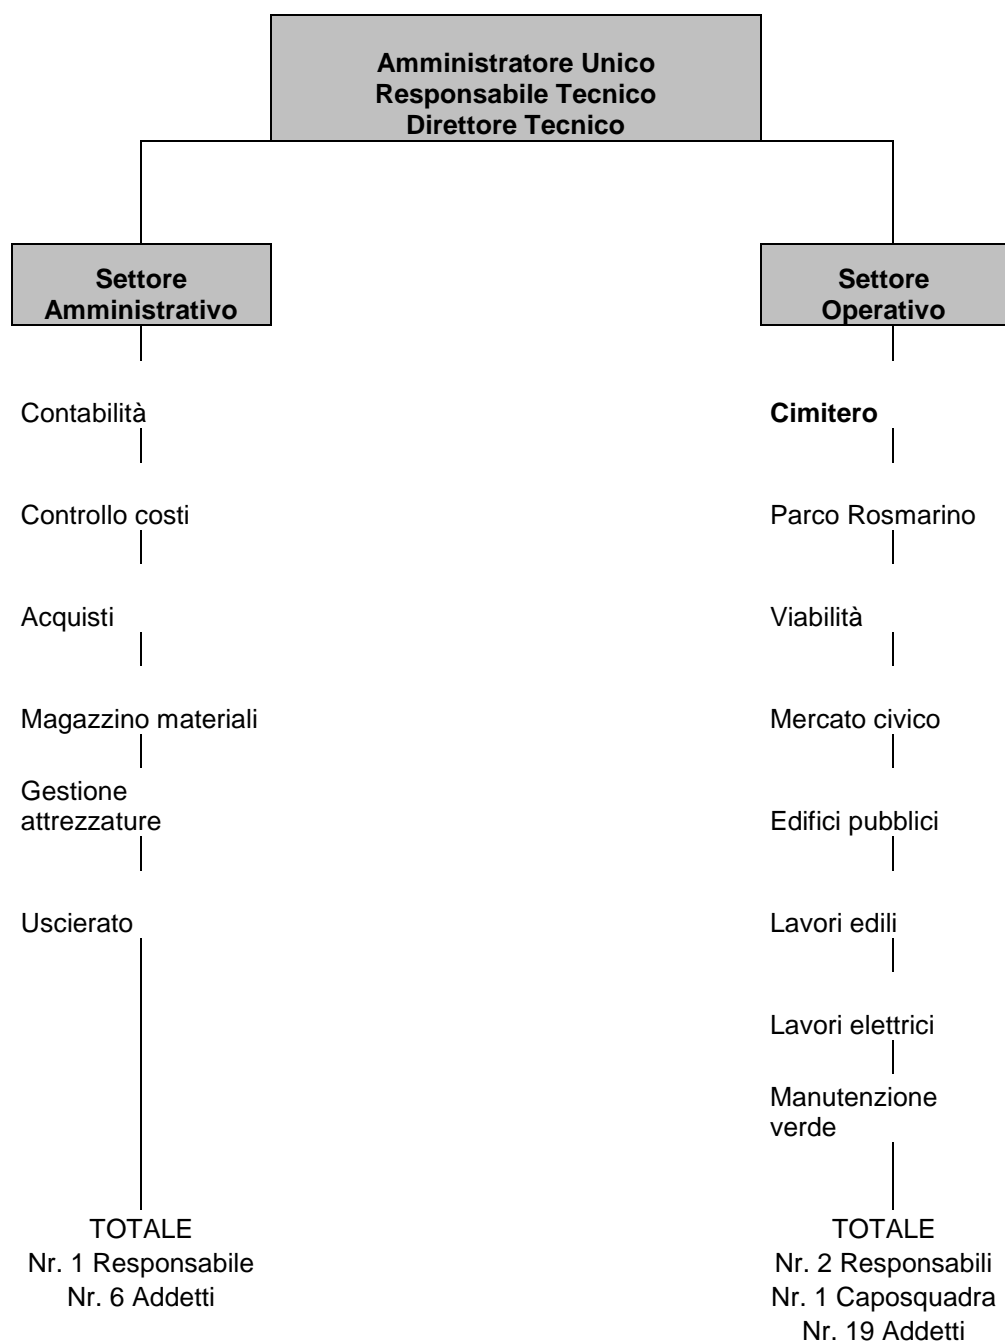 Amministratore Unico
Responsabile Tecnico
Direttore Tecnico
Settore
Amministrativo
Contabilità
Controllo costi
Acquisti
Magazzino materiali
Gestione
attrezzature
Uscierato
TOTALE
Nr. 1 Responsabile
Nr. 6 Addetti
Settore
Operativo
Cimitero
Parco Rosmarino
Viabilità
Mercato civico
Edifici pubblici
Lavori edili
Lavori elettrici
Manutenzione
verde
TOTALE
Nr. 2 Responsabili
Nr. 1 Caposquadra
Nr. 19 Addetti